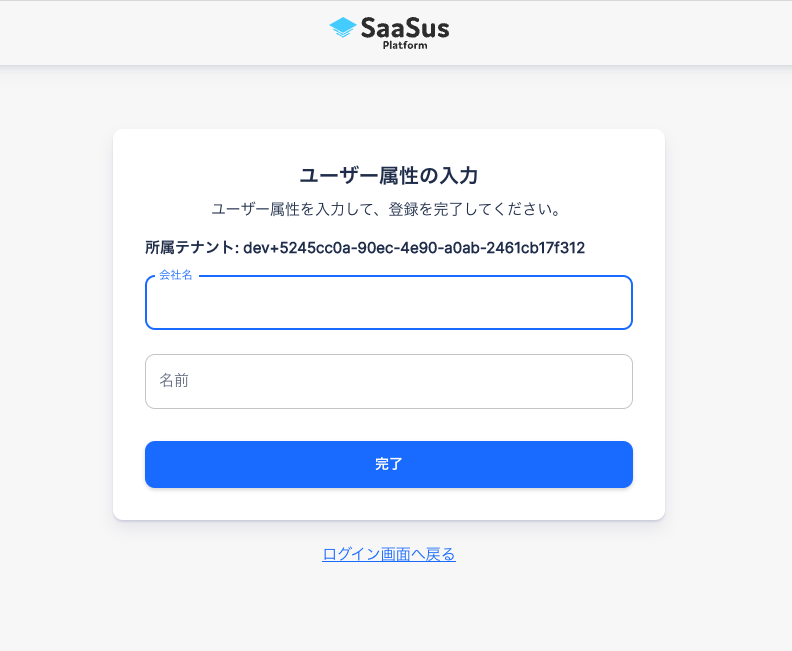 SaaSus
Platform
ユーザー属性の入力
ユーザー属性を入力して、登録を完了してください。
所属テナント: dev+5245cc0a-90ec-4e90-a0ab-2461cb17f312
会社名
名前
完了
ログイン画面へ戻る